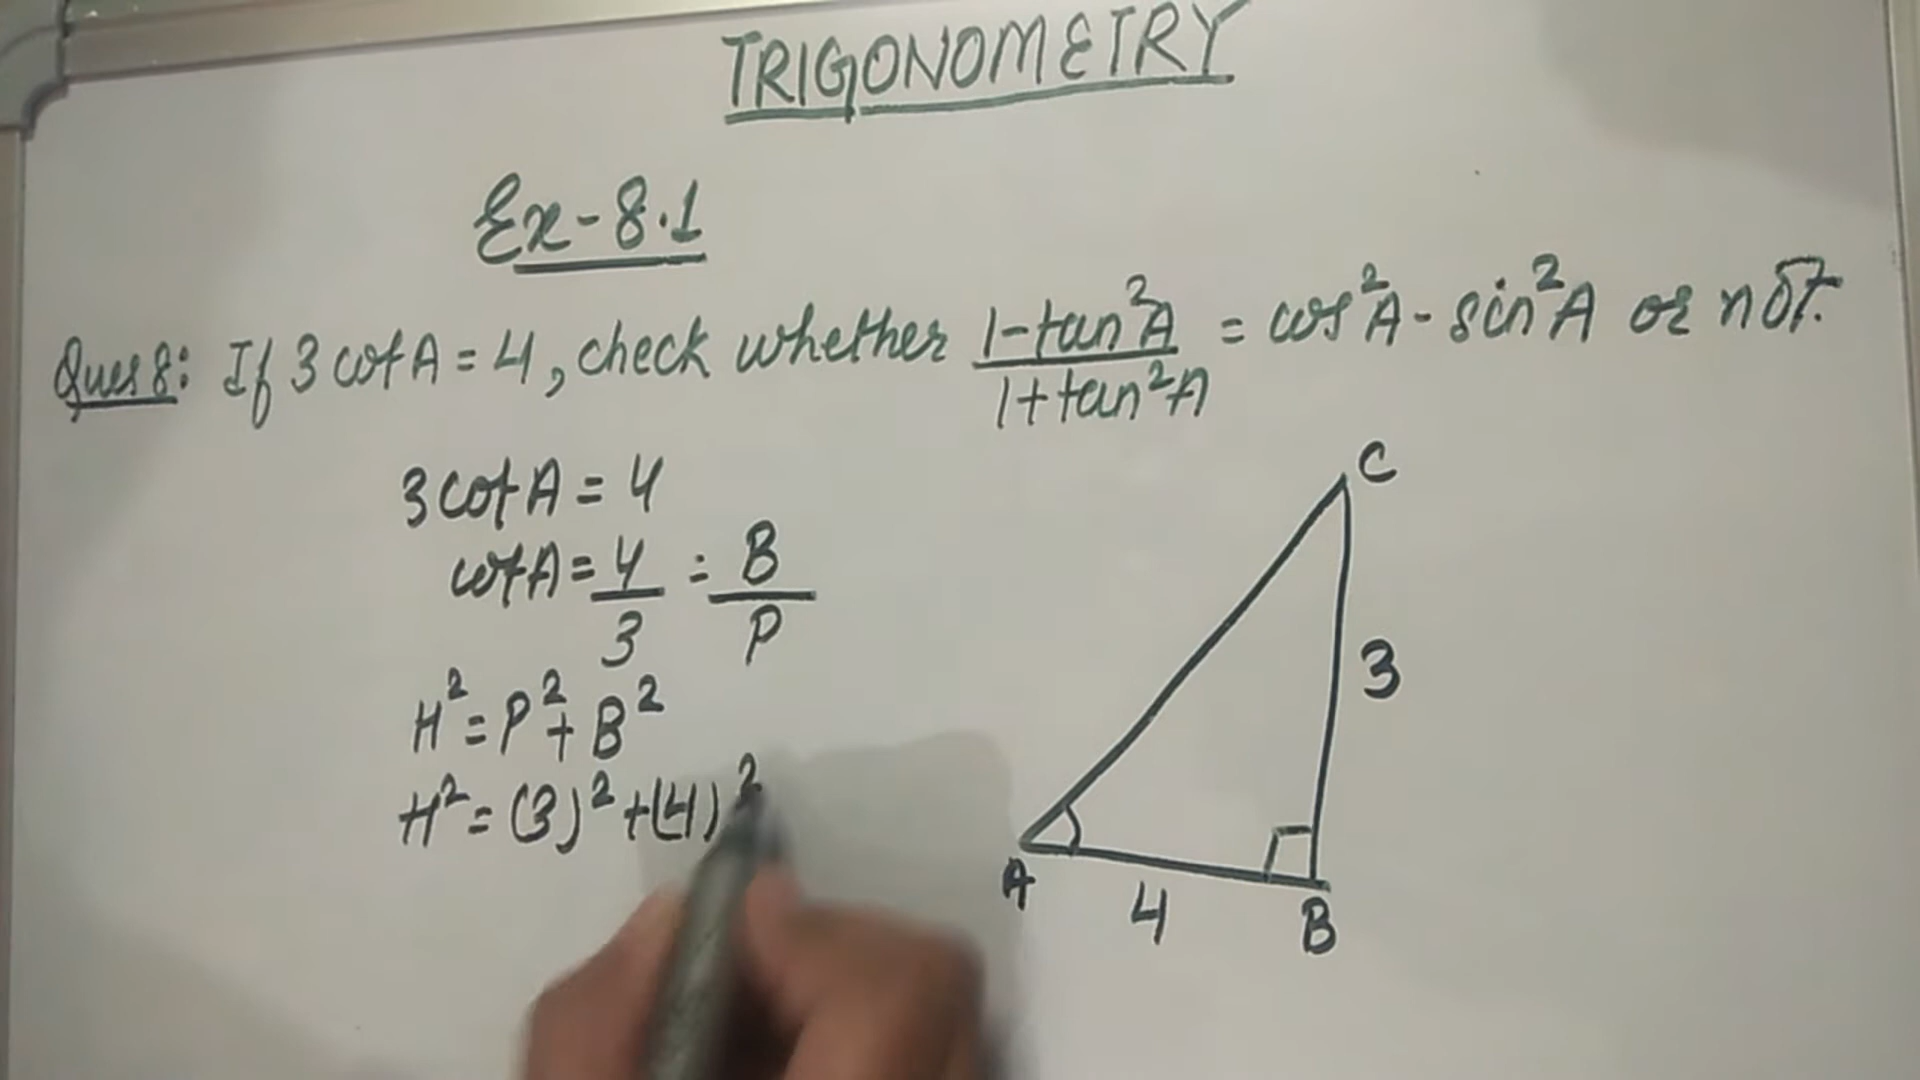 TRIGONOMETRY
Ex-8.1
Ques 8: If 3 cot A = 4, check whether (1-tan²A)/(1+tan²A) = cos²A - sin²A or not.
3 cot A = 4
cot A = 4/3 = B/P
H² = P² + B²
H² = (3)² + (4)²
C
3
A
4
B